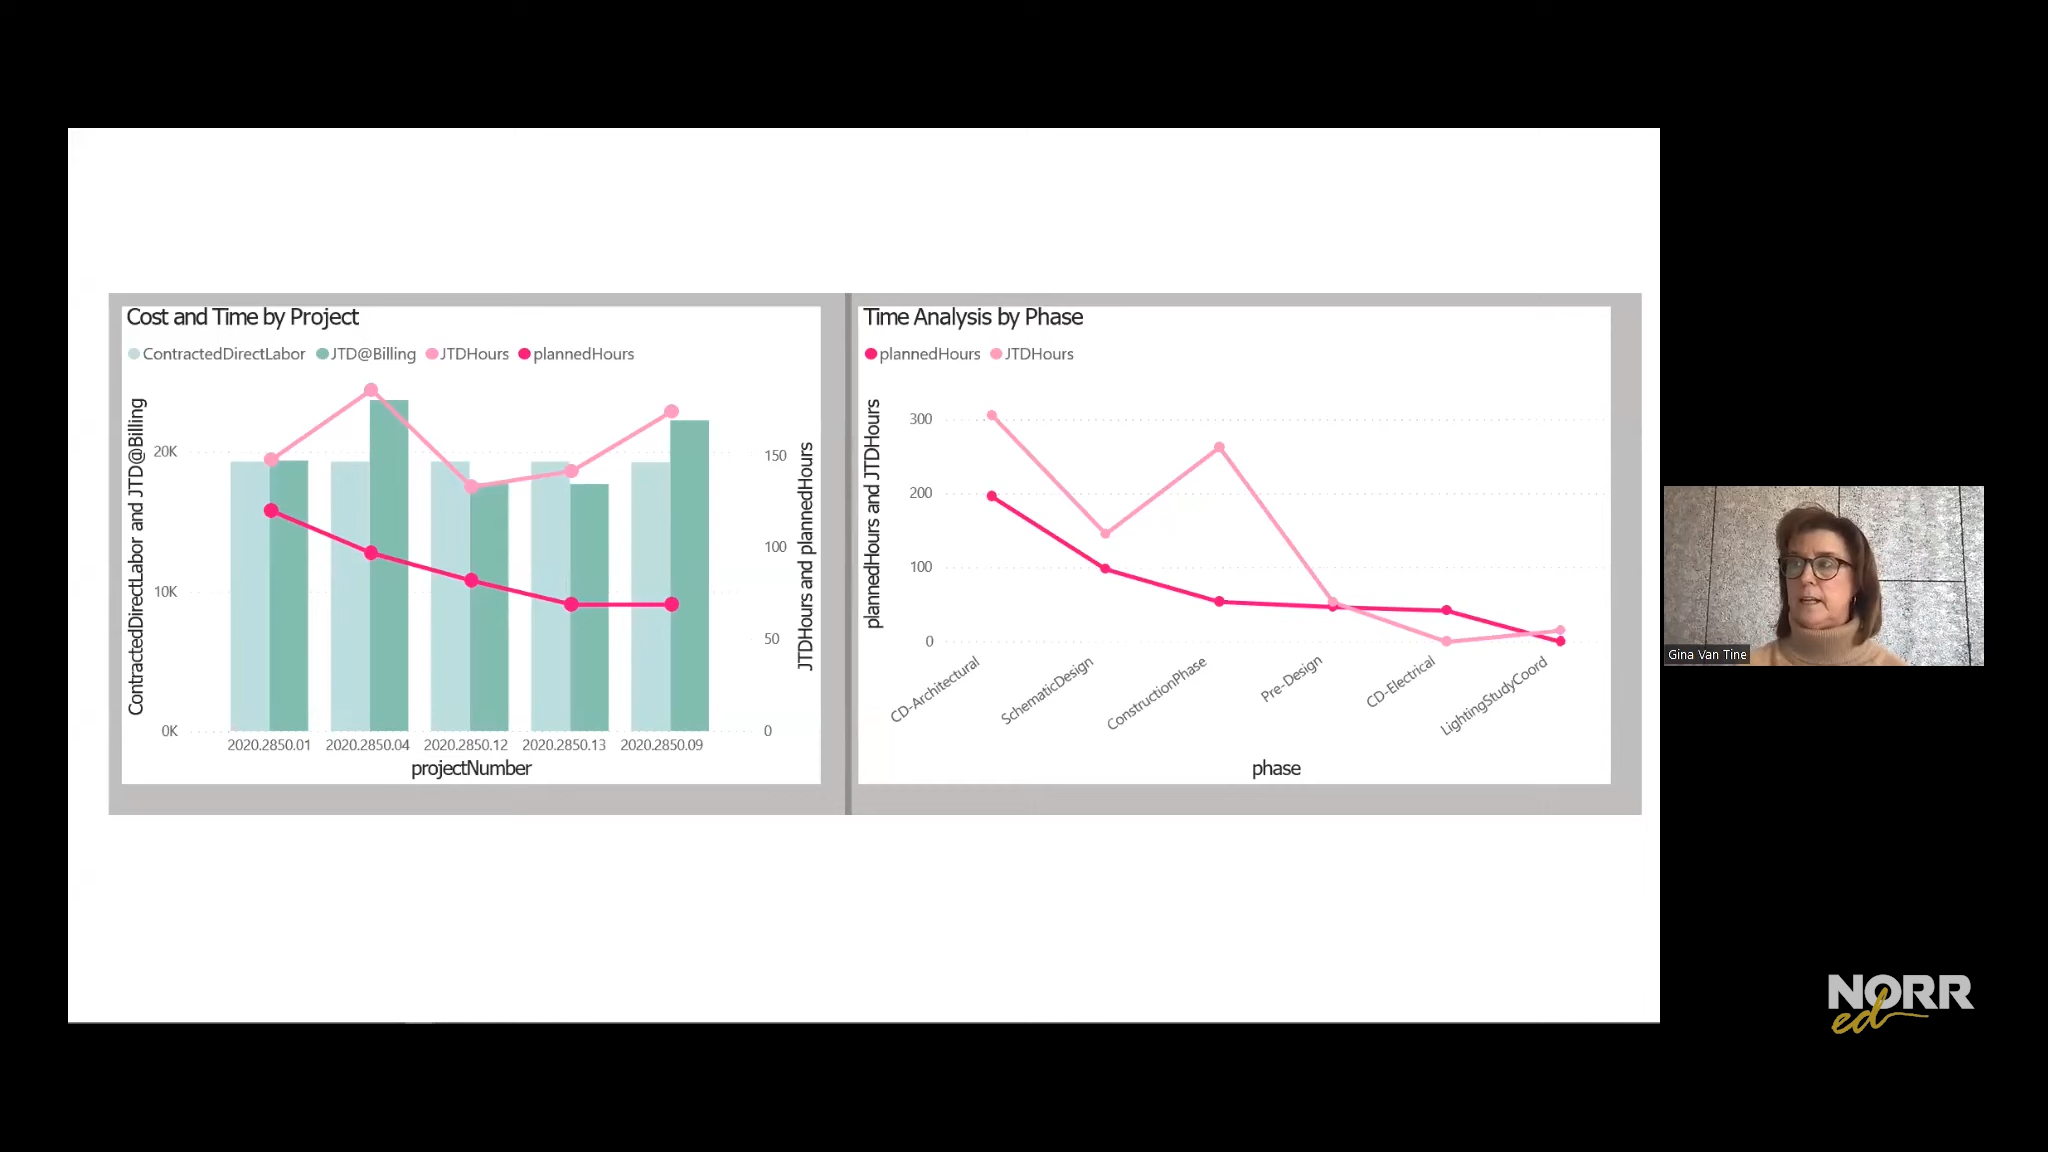 Cost and Time by Project
ContractedDirectLabor JTD@Billing JTDHours plannedHours
ContractedDirectLabor and JTD@Billing
20K
10K
0K
150
100
50
0
JTDHours and plannedHours
2020.2850.01 2020.2850.04 2020.2850.12 2020.2850.13 2020.2850.09
projectNumber
Time Analysis by Phase
plannedHours JTDHours
plannedHours and JTDHours
300
200
100
0
CD-Architectural
SchematicDesign
ConstructionPhase
Pre-Design
CD-Electrical
LightingStudyCoord
phase
Gina Van Tine
NORR
ed